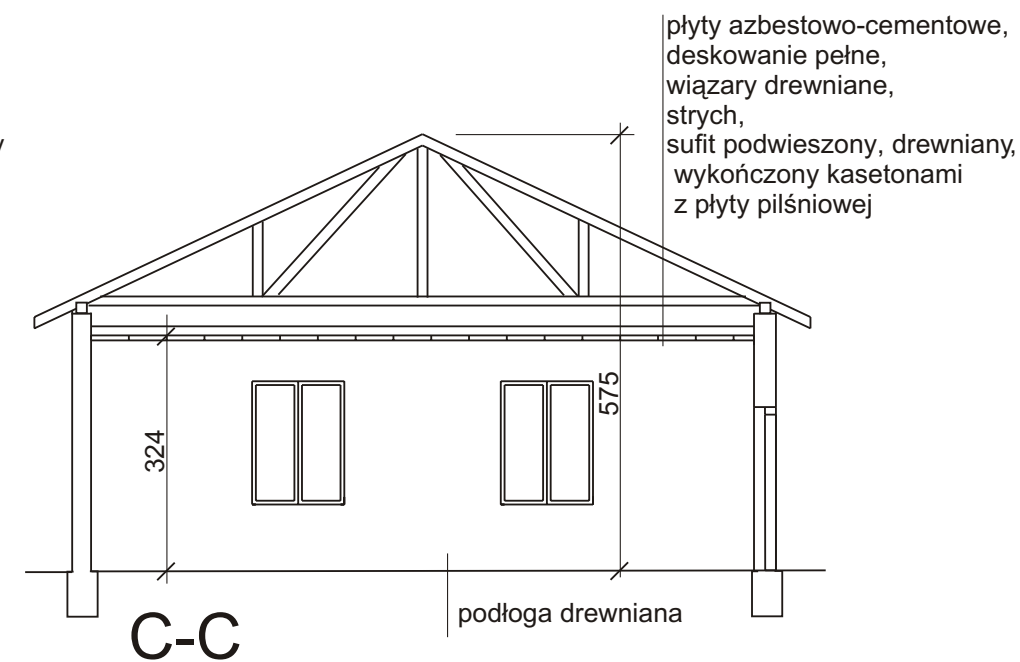 płyty azbestowo-cementowe,
deskowanie pełne,
wiązary drewniane,
strych,
sufit podwieszony, drewniany,
wykończony kasetonami
z płyty pilśniowej
575
324
podłoga drewniana
C-C